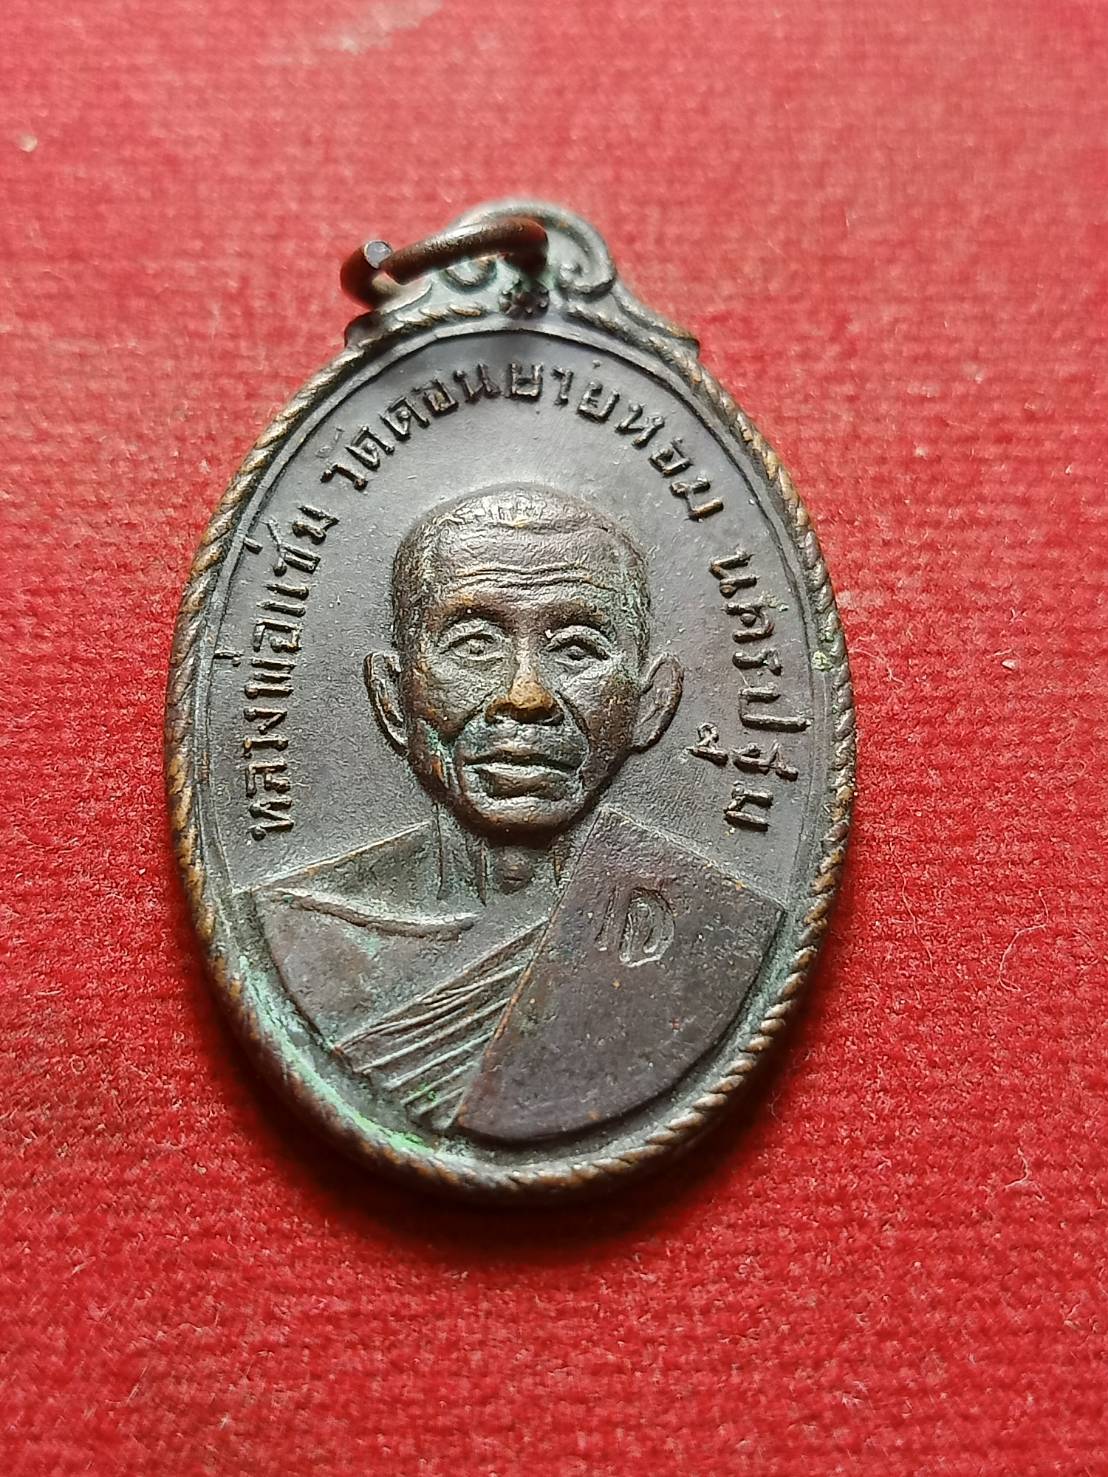 หลวงพ่อแช่ม วัดดอนยายหอม นครปฐม